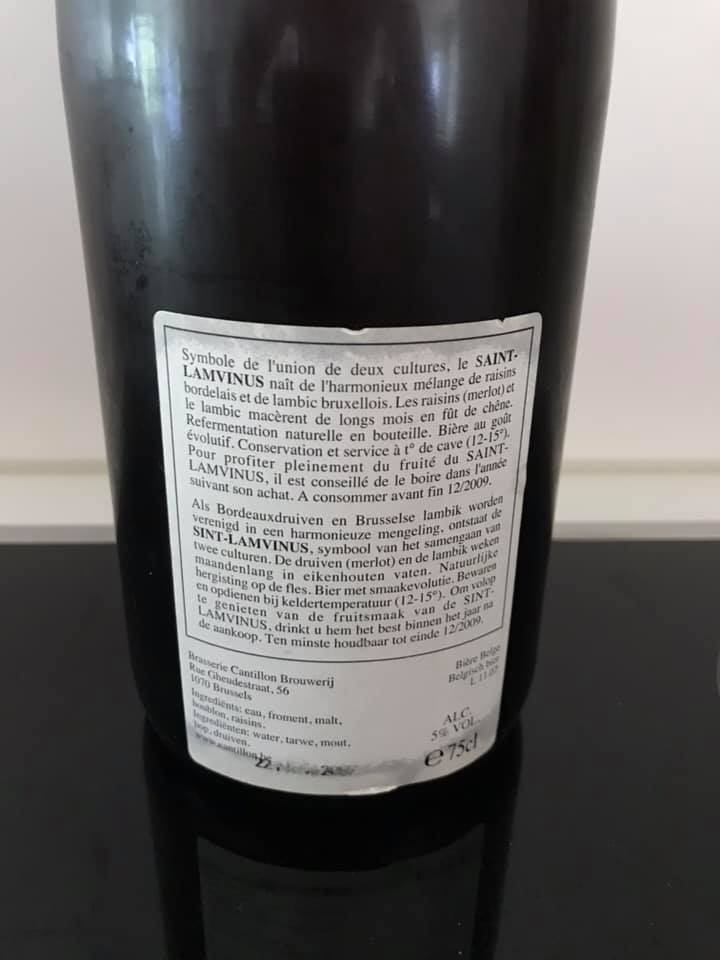 Symbole de l'union de deux cultures, le SAINT-
LAMVINUS naît de l'harmonieux mélange de raisins
bordelais et de lambic bruxellois. Les raisins (merlot) et
le lambic macèrent de longs mois en fût de chêne.
Refermentation naturelle en bouteille. Bière au goût
évolutif. Conservation et service à t° de cave (12-15°).
Pour profiter pleinement du fruité du SAINT-
LAMVINUS, il est conseillé de le boire dans l'année
suivant son achat. A consommer avant fin 12/2009.
Als Bordeauxdruiven en Brusselse lambik worden
verenigd in een harmonieuze mengeling, ontstaat de
SINT-LAMVINUS, symbool van het samengaan van
twee culturen. De druiven (merlot) en de lambik weken
maandenlang in eikenhouten vaten. Natuurlijke
hergisting op de fles. Bier met smaakevolutie. Bewaren
en opdienen bij keldertemperatuur (12-15°). Om volop
te genieten van de fruitsmaak van de SINT-
LAMVINUS, drinkt u hem het best binnen het jaar na
de aankoop. Ten minste houdbaar tot einde 12/2009.
Brasserie Cantillon Brouwerij
Rue Gheudestraat, 56
1070 Brussels
Ingrediënts: eau, froment, malt,
houblon, raisins.
Ingrediënten: water, tarwe, mout,
hop, druiven.
www.cantillon.be
Bière Belge
Belgisch bier
L 11 07
ALC.
5% VOL.
e 75cl
22